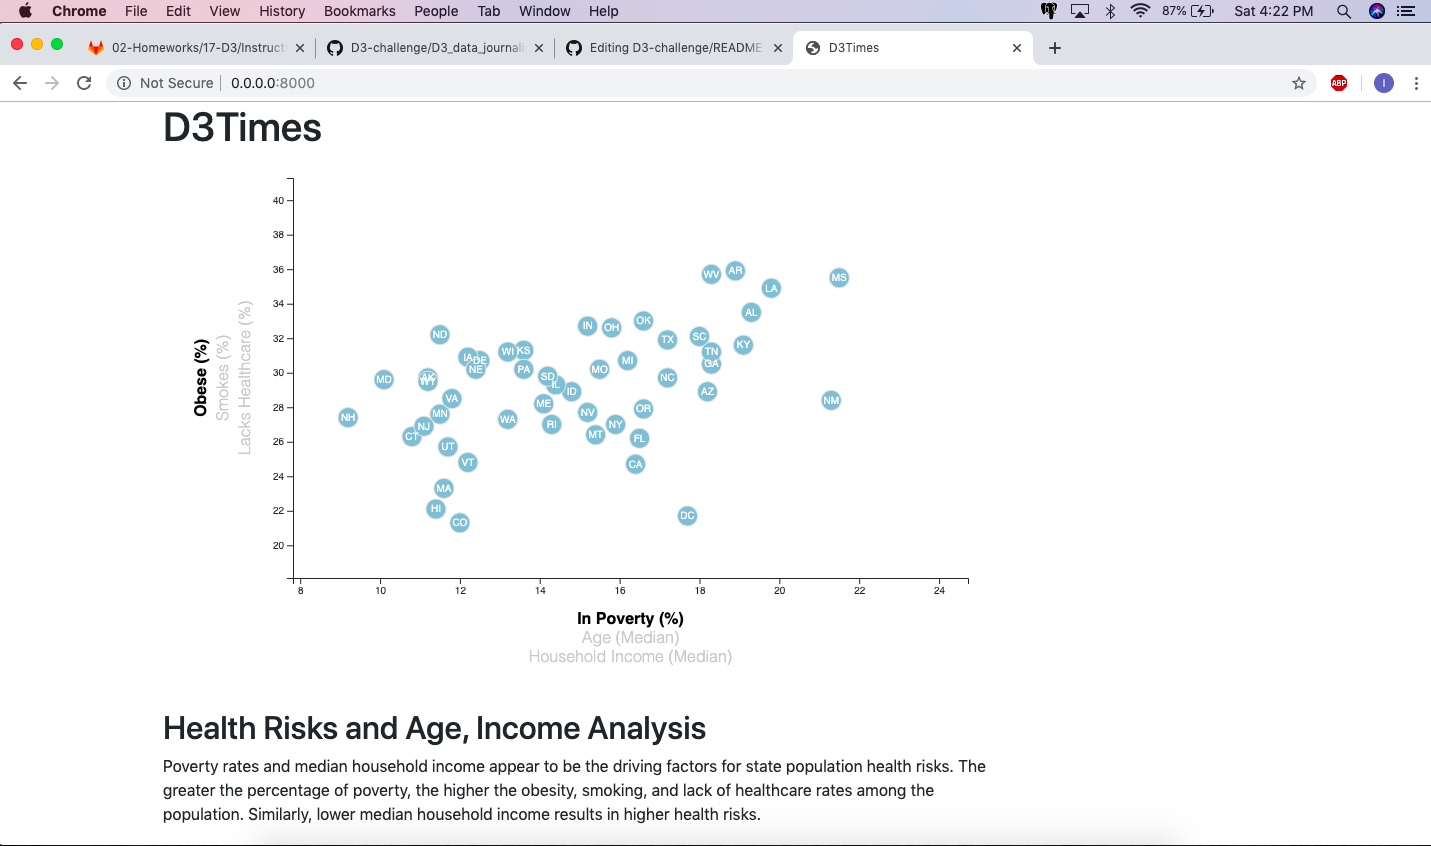 Chrome File Edit View History Bookmarks People Tab Window Help 87% Sat 4:22 PM
02-Homeworks/17-D3/Instruct D3-challenge/D3_data_journali Editing D3-challenge/README. D3Times
Not Secure 0.0.0.0:8000 ABP I
D3Times
40
38
36
34
32
30
28
26
24
22
20
Obese (%)
Smokes (%)
Lacks Healthcare (%)
WV AR MS
LA
AL
IN OH OK
ND TX SC KY
WI KS TN
IA DE MI GA
NE PA MO
MD AK WY SD NC
IL ID AZ
VA ME NM
NH MN NV OR
WA RI NY
CT NJ MT FL
UT
VT CA
MA
HI DC
CO
8 10 12 14 16 18 20 22 24
In Poverty (%)
Age (Median)
Household Income (Median)
Health Risks and Age, Income Analysis
Poverty rates and median household income appear to be the driving factors for state population health risks. The
greater the percentage of poverty, the higher the obesity, smoking, and lack of healthcare rates among the
population. Similarly, lower median household income results in higher health risks.